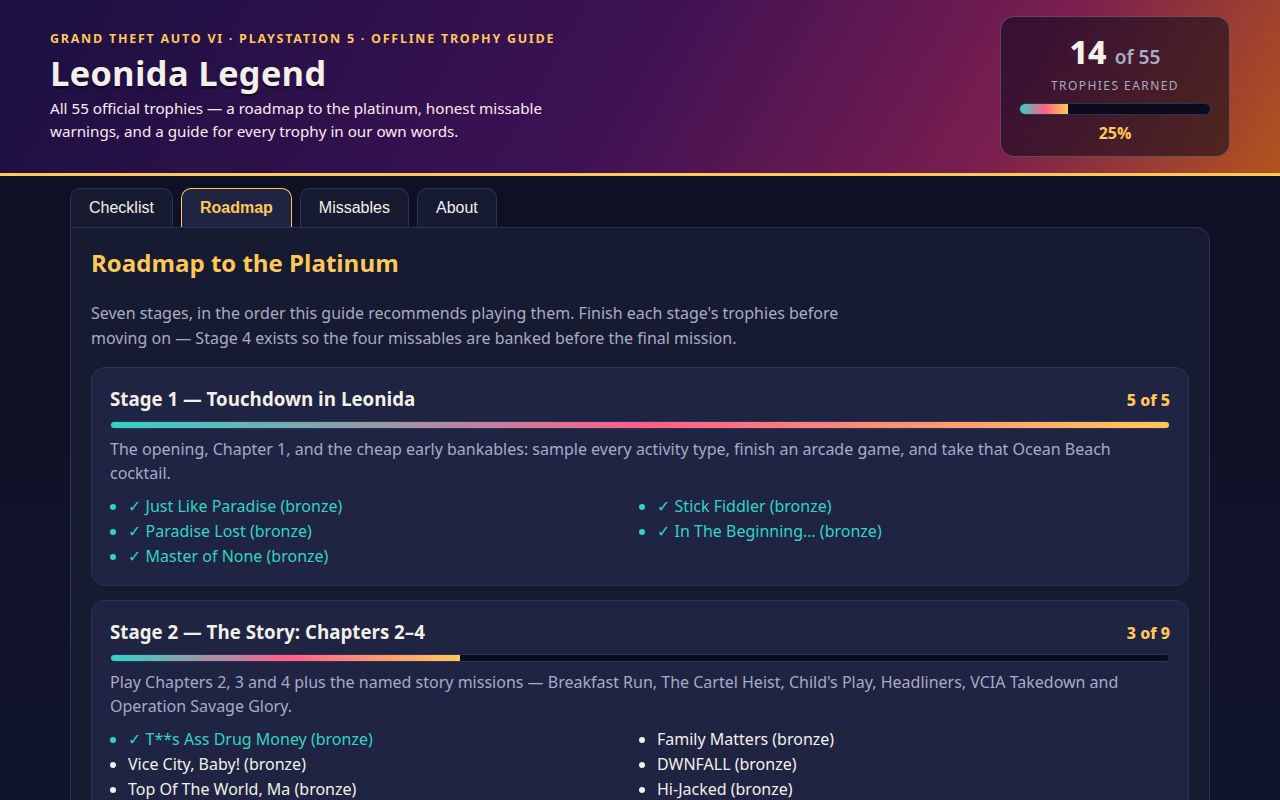 GRAND THEFT AUTO VI · PLAYSTATION 5 · OFFLINE TROPHY GUIDE
Leonida Legend
All 55 official trophies — a roadmap to the platinum, honest missable
warnings, and a guide for every trophy in our own words.
14 of 55
TROPHIES EARNED
25%
Checklist
Roadmap
Missables
About
Roadmap to the Platinum
Seven stages, in the order this guide recommends playing them. Finish each stage's trophies before
moving on — Stage 4 exists so the four missables are banked before the final mission.
Stage 1 — Touchdown in Leonida
5 of 5
The opening, Chapter 1, and the cheap early bankables: sample every activity type, finish an arcade game, and take that Ocean Beach
cocktail.
✓ Just Like Paradise (bronze)
✓ Paradise Lost (bronze)
✓ Master of None (bronze)
✓ Stick Fiddler (bronze)
✓ In The Beginning... (bronze)
Stage 2 — The Story: Chapters 2–4
3 of 9
Play Chapters 2, 3 and 4 plus the named story missions — Breakfast Run, The Cartel Heist, Child's Play, Headliners, VCIA Takedown and
Operation Savage Glory.
✓ T**s Ass Drug Money (bronze)
Vice City, Baby! (bronze)
Top Of The World, Ma (bronze)
Family Matters (bronze)
DWNFALL (bronze)
Hi-Jacked (bronze)